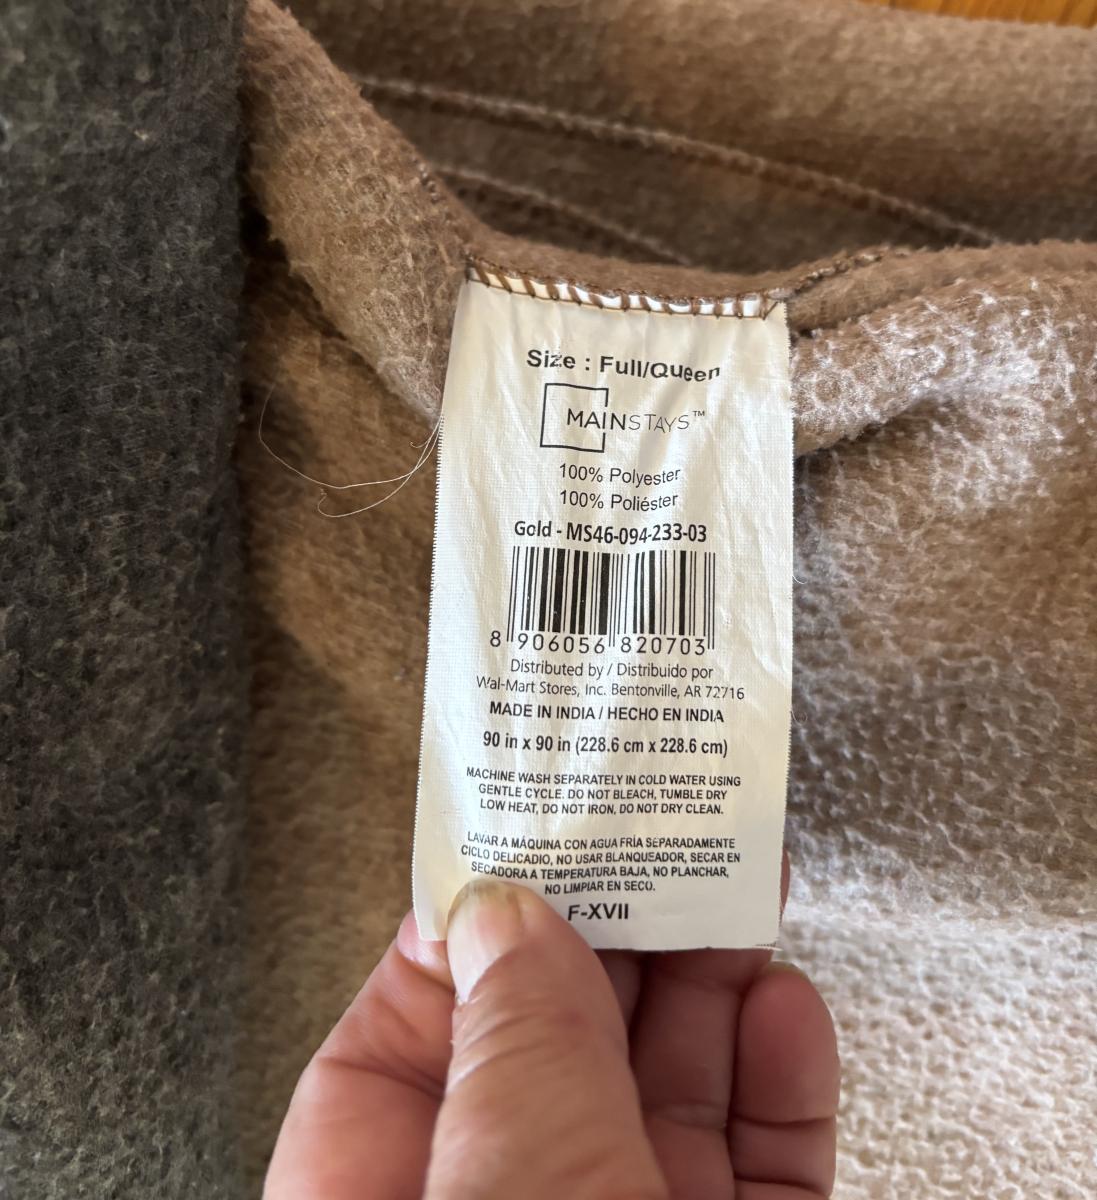 Size : Full/Queen
MAINSTAYS™
100% Polyester
100% Poliéster
Gold - MS46-094-233-03
8 906056 820703
Distributed by / Distribuido por
Wal-Mart Stores, Inc. Bentonville, AR 72716
MADE IN INDIA / HECHO EN INDIA
90 in x 90 in (228.6 cm x 228.6 cm)
MACHINE WASH SEPARATELY IN COLD WATER USING
GENTLE CYCLE. DO NOT BLEACH, TUMBLE DRY
LOW HEAT, DO NOT IRON, DO NOT DRY CLEAN.
LAVAR A MÁQUINA CON AGUA FRÍA SEPARADAMENTE
CICLO DELICADIO, NO USAR BLANQUEADOR, SECAR EN
SECADORA A TEMPERATURA BAJA, NO PLANCHAR,
NO LIMPIAR EN SECO.
F-XVII